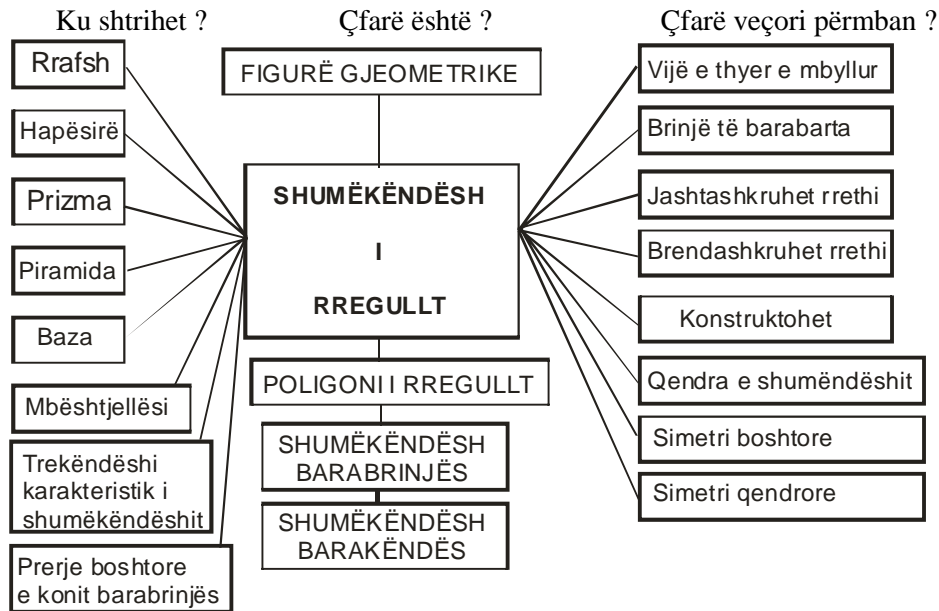 Ku shtrihet ?
Çfarë është ?
Çfarë veçori përmban ?
Rrafsh
Hapësirë
Prizma
Piramida
Baza
Mbështjellësi
Trekëndëshi
karakteristik i
shumëkëndëshit
Prerje boshtore
e konit barabrinjës
FIGURË GJEOMETRIKE
SHUMËKËNDËSH
I
RREGULLT
POLIGONI I RREGULLT
SHUMËKËNDËSH
BARABRINJËS
SHUMËKËNDËSH
BARAKËNDËS
Vijë e thyer e mbyllur
Brinjë të barabarta
Jashtashkruhet rrethi
Brendashkruhet rrethi
Konstruktohet
Qendra e shumëndëshit
Simetri boshtore
Simetri qendrore